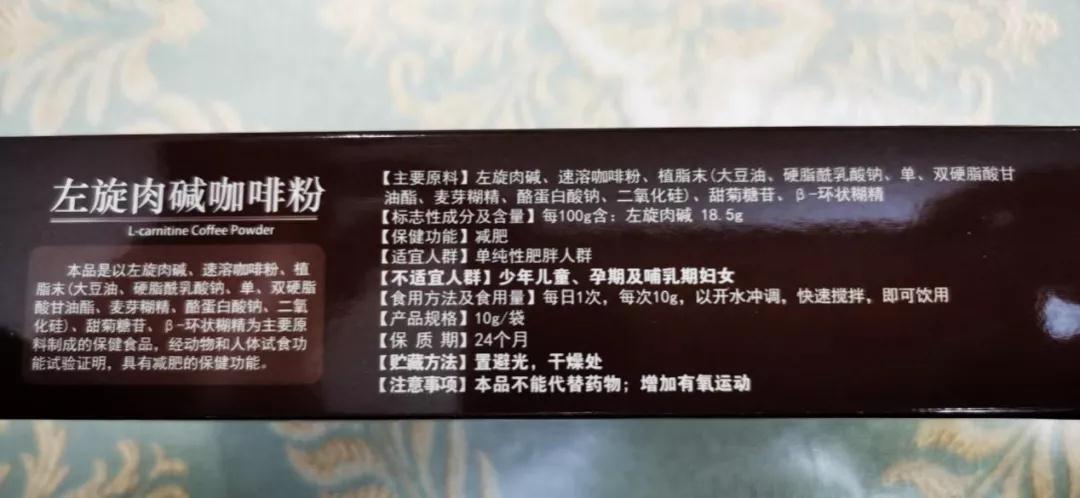 左旋肉碱咖啡粉
L-carnitine Coffee Powder
本品是以左旋肉碱、速溶咖啡粉、植
脂末(大豆油、硬脂酰乳酸钠、单、双硬脂
酸甘油酯、麦芽糊精、酪蛋白酸钠、二氧
化硅)、甜菊糖苷、β-环状糊精为主要原
料制成的保健食品，经动物和人体试食功
能试验证明，具有减肥的保健功能。
【主要原料】左旋肉碱、速溶咖啡粉、植脂末(大豆油、硬脂酰乳酸钠、单、双硬脂酸甘
油酯、麦芽糊精、酪蛋白酸钠、二氧化硅)、甜菊糖苷、β-环状糊精
【标志性成分及含量】每100g含：左旋肉碱 18.5g
【保健功能】减肥
【适宜人群】单纯性肥胖人群
【不适宜人群】少年儿童、孕期及哺乳期妇女
【食用方法及食用量】每日1次，每次10g，以开水冲调，快速搅拌，即可饮用
【产品规格】10g/袋
【保 质 期】24个月
【贮藏方法】置避光，干燥处
【注意事项】本品不能代替药物；增加有氧运动